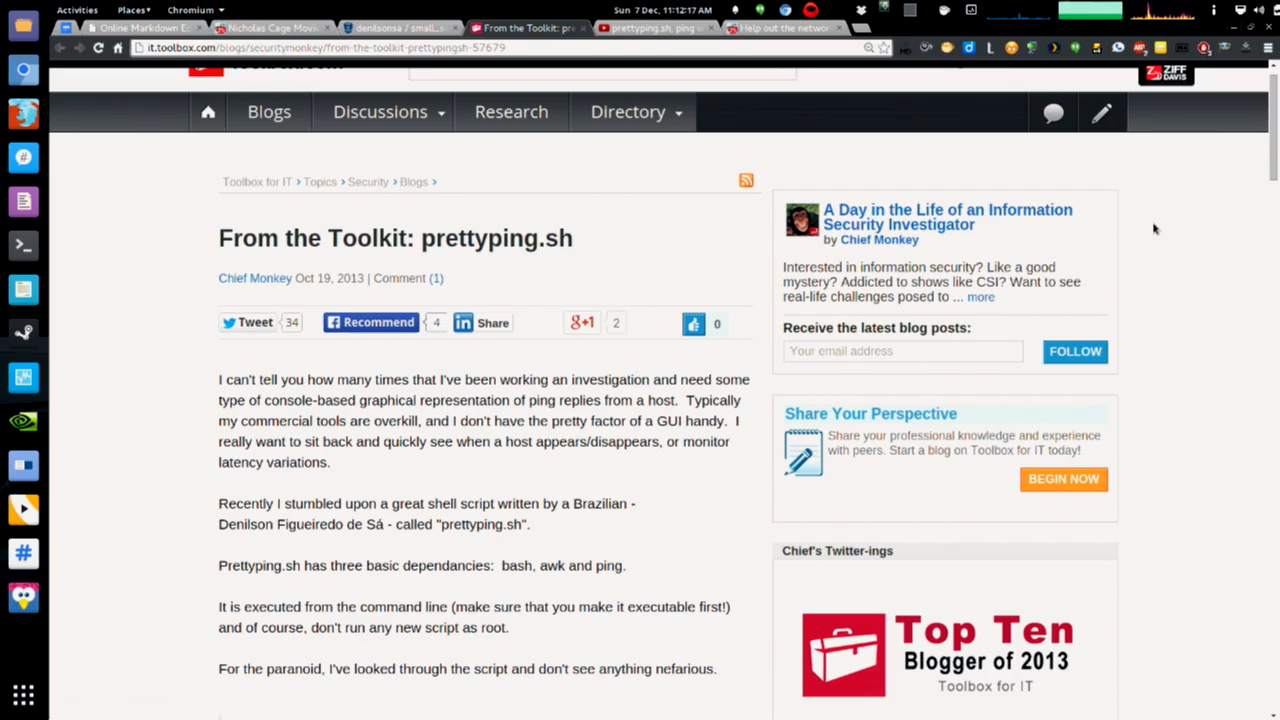 Activities Places Chromium Sun 7 Dec, 11:12:17 AM
Online Markdown E
Nicholas Cage Movi
denilsonsa / small_s
From the Toolkit: pre
prettyping.sh, ping
Help out the networ
it.toolbox.com/blogs/securitymonkey/from-the-toolkit-prettypingsh-57679
ZIFF DAVIS
Blogs Discussions Research Directory
Toolbox for IT > Topics > Security > Blogs >
From the Toolkit: prettyping.sh
Chief Monkey Oct 19, 2013 | Comment (1)
Tweet 34 Recommend 4 Share g+1 2 0
I can't tell you how many times that I've been working an investigation and need some
type of console-based graphical representation of ping replies from a host. Typically
my commercial tools are overkill, and I don't have the pretty factor of a GUI handy. I
really want to sit back and quickly see when a host appears/disappears, or monitor
latency variations.
Recently I stumbled upon a great shell script written by a Brazilian -
Denilson Figueiredo de Sá - called "prettyping.sh".
Prettyping.sh has three basic dependancies: bash, awk and ping.
It is executed from the command line (make sure that you make it executable first!)
and of course, don't run any new script as root.
For the paranoid, I've looked through the script and don't see anything nefarious.
A Day in the Life of an Information
Security Investigator
by Chief Monkey
Interested in information security? Like a good
mystery? Addicted to shows like CSI? Want to see
real-life challenges posed to ... more
Receive the latest blog posts:
Your email address
FOLLOW
Share Your Perspective
Share your professional knowledge and experience
with peers. Start a blog on Toolbox for IT today!
BEGIN NOW
Chief's Twitter-ings
Top Ten
Blogger of 2013
Toolbox for IT